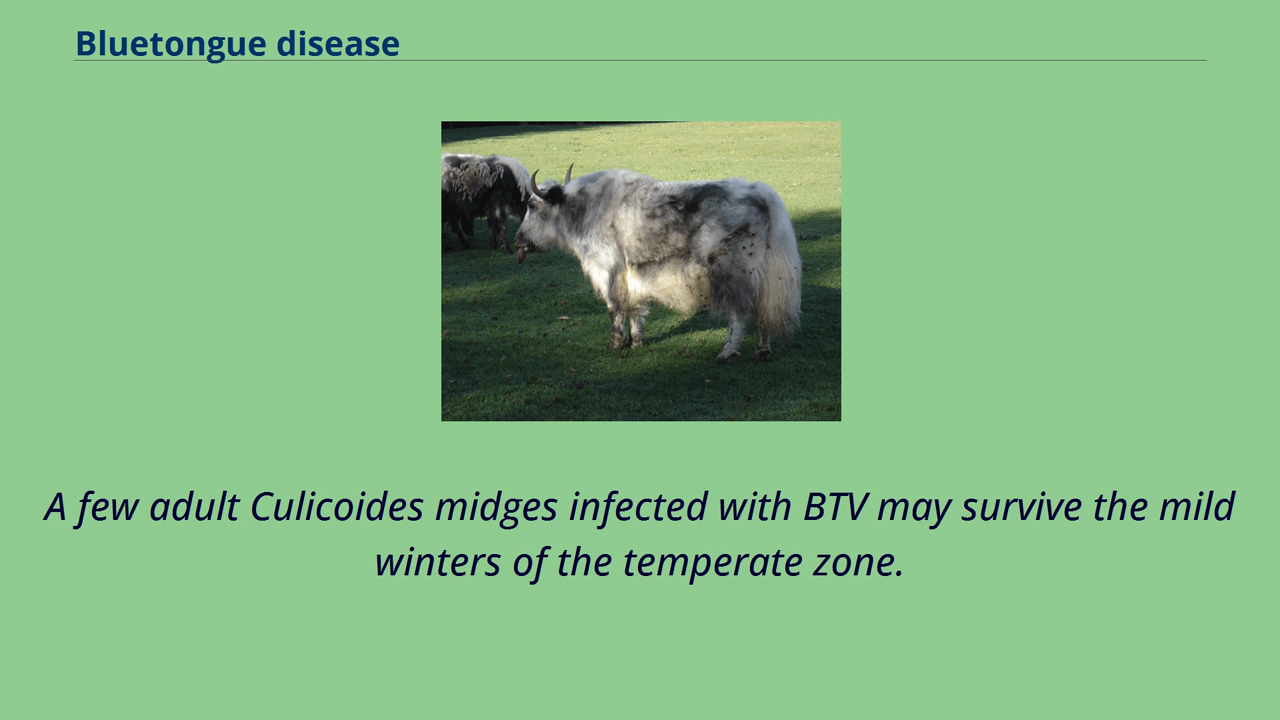 Bluetongue disease
A few adult Culicoides midges infected with BTV may survive the mild
winters of the temperate zone.